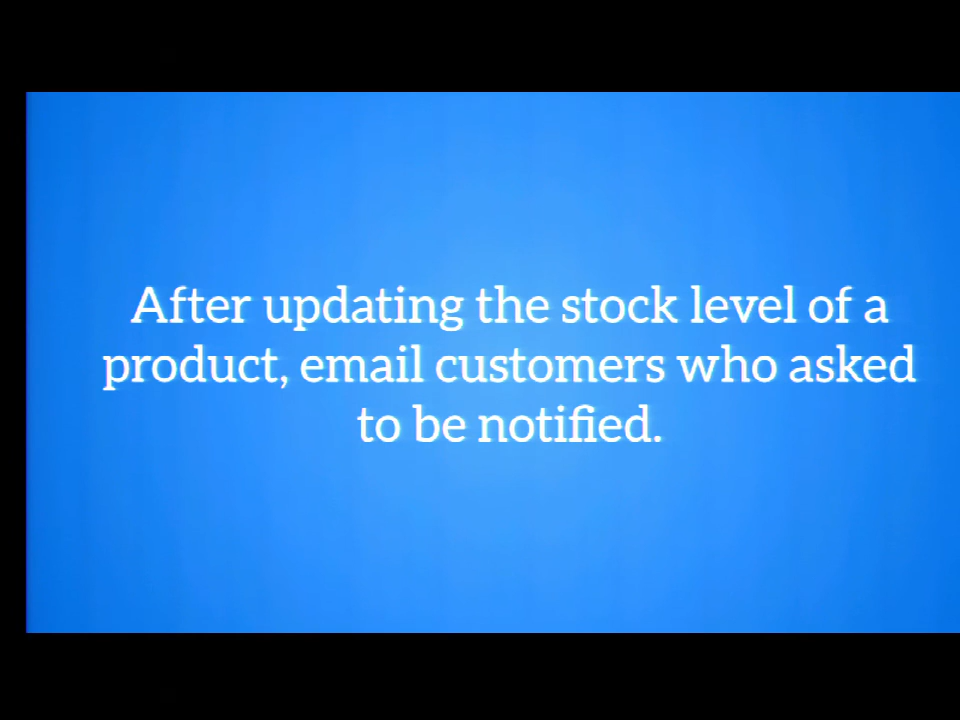 After updating the stock level of a
product, email customers who asked
to be notified.